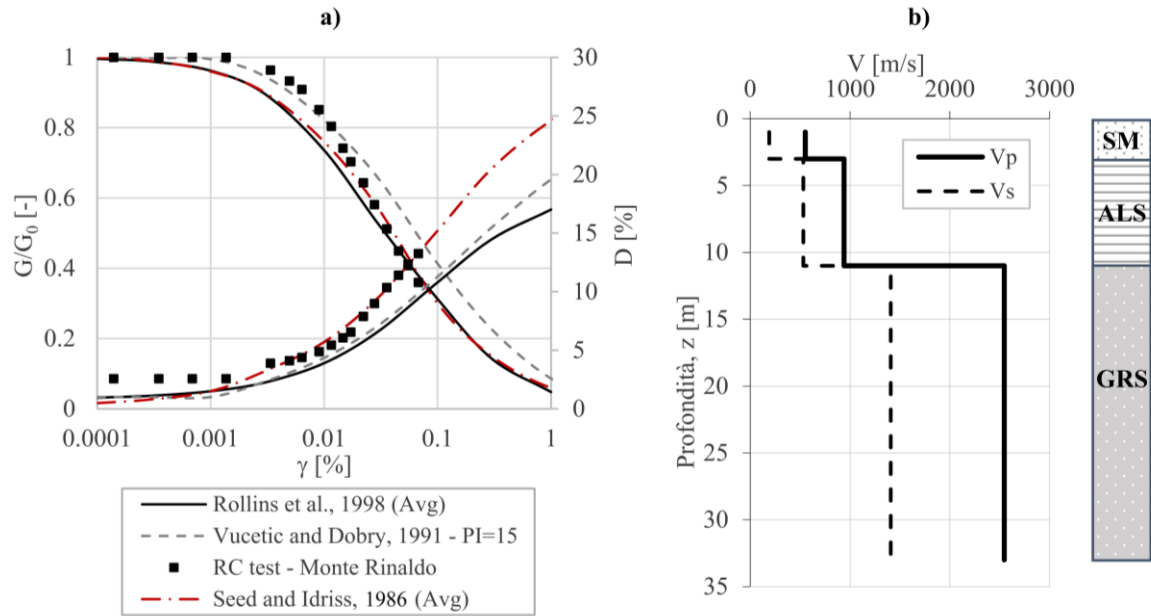 a)
1
0.8
0.6
0.4
0.2
0
G/G0 [-]
30
25
20
15
10
5
0
D [%]
0.0001
0.001
0.01
0.1
1
γ [%]
Rollins et al., 1998 (Avg)
Vucetic and Dobry, 1991 - PI=15
RC test - Monte Rinaldo
Seed and Idriss, 1986 (Avg)
b)
V [m/s]
0
1000
2000
3000
0
5
10
15
20
25
30
35
Profondità, z [m]
Vp
Vs
SM
ALS
GRS